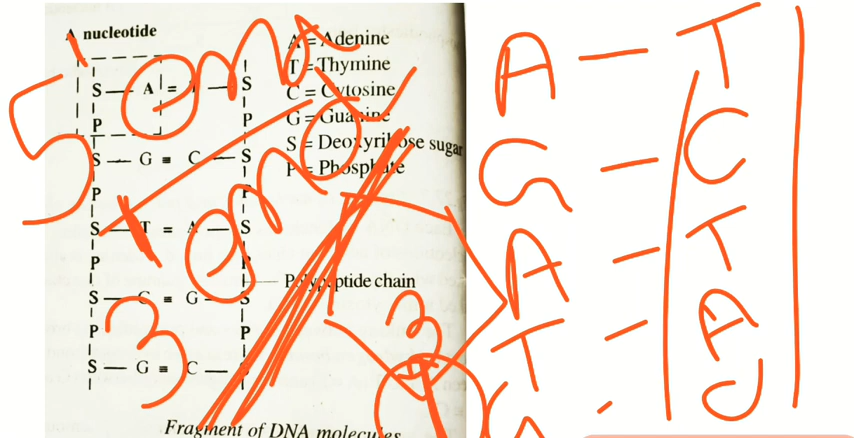 A nucleotide
A = Adenine
T = Thymine
C = Cytosine
G = Guanine
S = Deoxyribose sugar
P = Phosphate
S — A = — S
P P
S — G ≡ C — S
P P
S — T = A — S
P P
S — C ≡ G S
P P
S — G ≡ C — S
Polypeptide chain
Fragment of DNA molecules
5 end
3 end
3
A — T
G — C
A — T
T — A
C